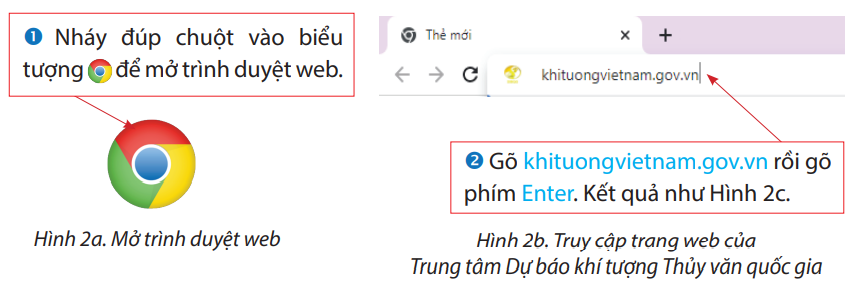 ❶ Nháy đúp chuột vào biểu
tượng để mở trình duyệt web.
Hình 2a. Mở trình duyệt web
Thẻ mới
khituongvietnam.gov.vn
❷ Gõ khituongvietnam.gov.vn rồi gõ
phím Enter. Kết quả như Hình 2c.
Hình 2b. Truy cập trang web của
Trung tâm Dự báo khí tượng Thủy văn quốc gia